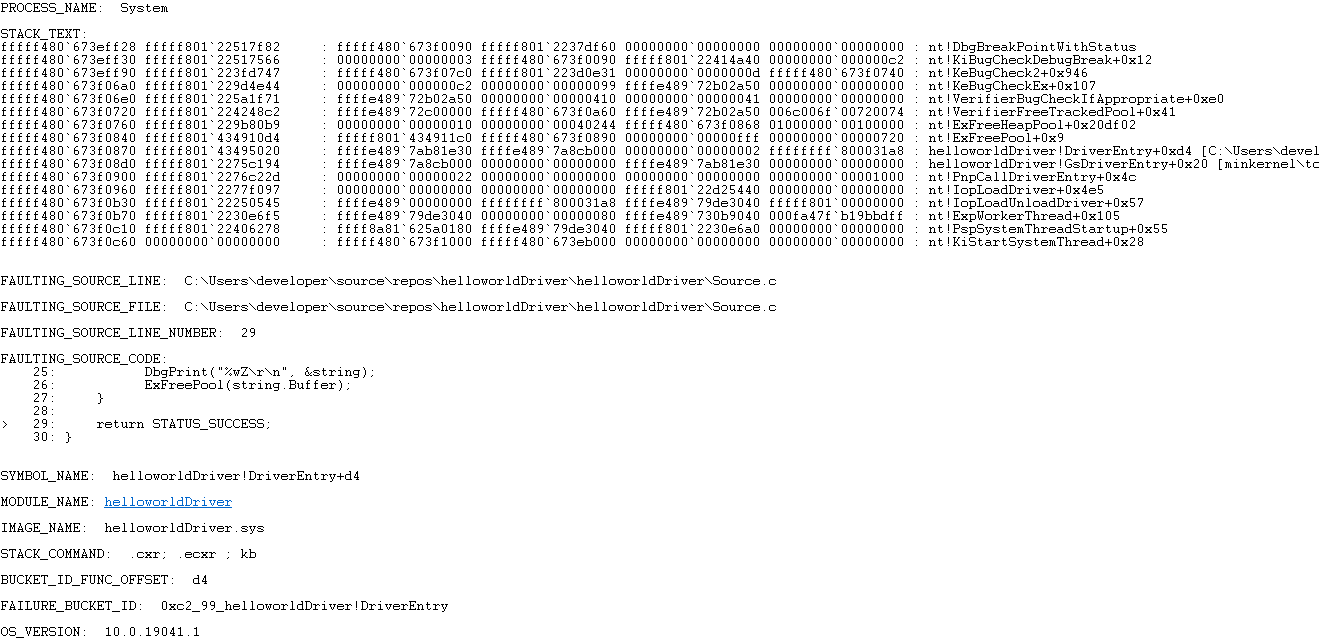 PROCESS_NAME:  System
STACK_TEXT:
fffff480`673eff28 fffff801`22517f82     : fffff480`673f0090 fffff801`2237df60 00000000`00000000 00000000`00000000 : nt!DbgBreakPointWithStatus
fffff480`673eff30 fffff801`22517566     : 00000000`00000003 fffff480`673f0090 fffff801`22414a40 00000000`000000c2 : nt!KiBugCheckDebugBreak+0x12
fffff480`673eff90 fffff801`223fd747     : fffff480`673f07c0 fffff801`223d0e31 00000000`0000000d fffff480`673f0740 : nt!KeBugCheck2+0x946
fffff480`673f06a0 fffff801`229d4e44     : 00000000`000000c2 00000000`00000099 ffffe489`72b02a50 00000000`00000000 : nt!KeBugCheckEx+0x107
fffff480`673f06e0 fffff801`225a1f71     : ffffe489`72b02a50 00000000`00000410 00000000`00000041 00000000`00000000 : nt!VerifierBugCheckIfAppropriate+0xe0
fffff480`673f0720 fffff801`224248c2     : ffffe489`72c00000 fffff480`673f0a60 ffffe489`72b02a50 006c006f`00720074 : nt!VerifierFreeTrackedPool+0x41
fffff480`673f0760 fffff801`229b80b9     : 00000000`00000010 00000000`00040244 fffff480`673f0868 01000000`00100000 : nt!ExFreeHeapPool+0x20df02
fffff480`673f0840 fffff801`434910d4     : fffff801`434911c0 fffff480`673f0890 00000000`00000fff 00000000`00000720 : nt!ExFreePool+0x9
fffff480`673f0870 fffff801`43495020     : ffffe489`7ab81e30 ffffe489`7a8cb000 00000000`00000002 ffffffff`800031a8 : helloworldDriver!DriverEntry+0xd4 [C:\Users\devel
fffff480`673f08d0 fffff801`2275c194     : ffffe489`7a8cb000 00000000`00000000 ffffe489`7ab81e30 00000000`00000000 : helloworldDriver!GsDriverEntry+0x20 [minkernel\tc
fffff480`673f0900 fffff801`2276c22d     : 00000000`00000022 00000000`00000000 00000000`00000000 00000000`00001000 : nt!PnpCallDriverEntry+0x4c
fffff480`673f0960 fffff801`2277f097     : 00000000`00000000 00000000`00000000 fffff801`22d25440 00000000`00000000 : nt!IopLoadDriver+0x4e5
fffff480`673f0b30 fffff801`22250545     : ffffe489`00000000 ffffffff`800031a8 ffffe489`79de3040 fffff801`00000000 : nt!IopLoadUnloadDriver+0x57
fffff480`673f0b70 fffff801`2230e6f5     : ffffe489`79de3040 00000000`00000080 ffffe489`730b9040 000fa47f`b19bbdff : nt!ExpWorkerThread+0x105
fffff480`673f0c10 fffff801`22406278     : ffff8a81`625a0180 ffffe489`79de3040 fffff801`2230e6a0 00000000`00000000 : nt!PspSystemThreadStartup+0x55
fffff480`673f0c60 00000000`00000000     : fffff480`673f1000 fffff480`673eb000 00000000`00000000 00000000`00000000 : nt!KiStartSystemThread+0x28
FAULTING_SOURCE_LINE:  C:\Users\developer\source\repos\helloworldDriver\helloworldDriver\Source.c
FAULTING_SOURCE_FILE:  C:\Users\developer\source\repos\helloworldDriver\helloworldDriver\Source.c
FAULTING_SOURCE_LINE_NUMBER:  29
FAULTING_SOURCE_CODE:
    25:           DbgPrint("%wZ\r\n", &string);
    26:           ExFreePool(string.Buffer);
    27:     }
    28:
>   29:     return STATUS_SUCCESS;
    30: }
SYMBOL_NAME:  helloworldDriver!DriverEntry+d4
MODULE_NAME: helloworldDriver
IMAGE_NAME:  helloworldDriver.sys
STACK_COMMAND:  .cxr; .ecxr ; kb
BUCKET_ID_FUNC_OFFSET:  d4
FAILURE_BUCKET_ID:  0xc2_99_helloworldDriver!DriverEntry
OS_VERSION:  10.0.19041.1